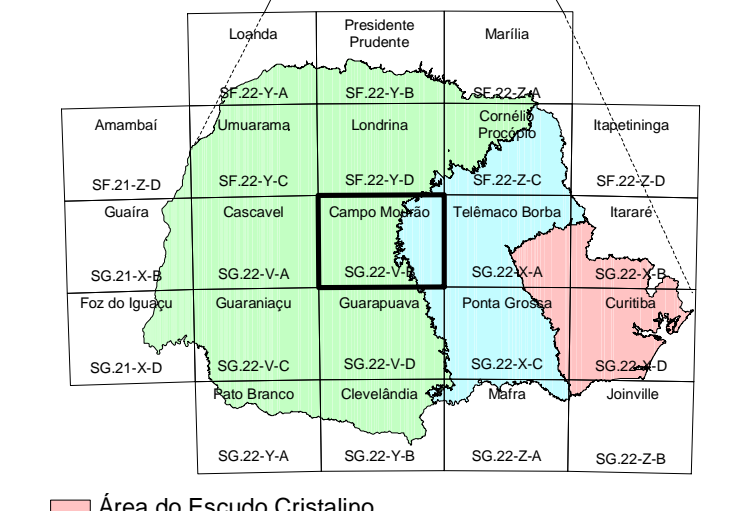 Loanda
Presidente
Prudente
Marília
SF.22-Y-A
SF.22-Y-B
SF.22-Z-A
Amambaí
Umuarama
Londrina
Cornélio
Procópio
Itapetininga
SF.21-Z-D
SF.22-Y-C
SF.22-Y-D
SF.22-Z-C
SF.22-Z-D
Guaíra
Cascavel
Campo Mourão
Telêmaco Borba
Itararé
SG.21-X-B
SG.22-V-A
SG.22-V-B
SG.22-X-A
SG.22-X-B
Foz do Iguaçu
Guaraniaçu
Guarapuava
Ponta Grossa
Curitiba
SG.21-X-D
SG.22-V-C
SG.22-V-D
SG.22-X-C
SG.22-X-D
Pato Branco
Clevelândia
Mafra
Joinville
SG.22-Y-A
SG.22-Y-B
SG.22-Z-A
SG.22-Z-B
Área do Escudo Cristalino